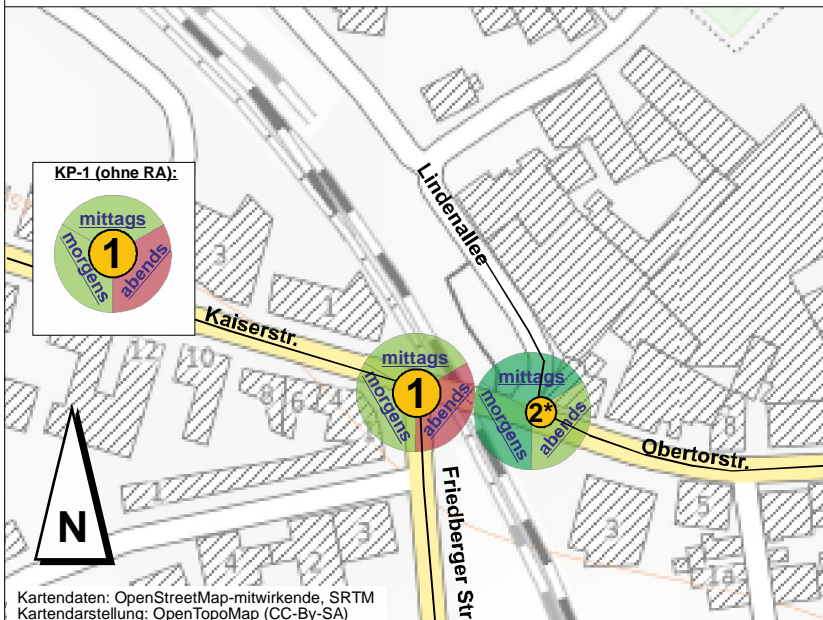 KP-1 (ohne RA):
mittags
morgens
abends
1
3
1
Lindenallee
Kaiserstr.
12
10
8
6
4
mittags
morgens
abends
1
mittags
morgens
abends
2*
8
Obertorstr.
Friedberger Str
1
3
2
4
3
5
1a
N
Kartendaten: OpenStreetMap-mitwirkende, SRTM
Kartendarstellung: OpenTopoMap (CC-By-SA)